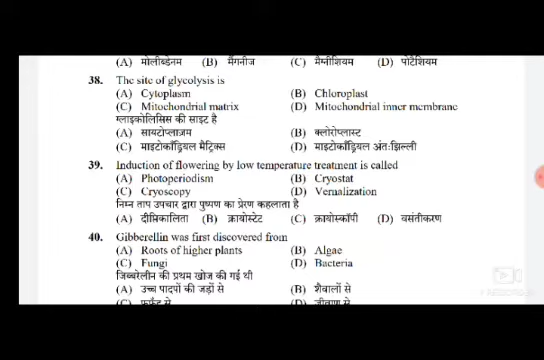 (A) मोलीब्डेनम (B) मैंगनीज (C) मैग्नीशियम (D) पोटैशियम
38. The site of glycolysis is
(A) Cytoplasm (B) Chloroplast
(C) Mitochondrial matrix (D) Mitochondrial inner membrane
ग्लाइकोलिसिस की साइट है
(A) सायटोप्लाज़म (B) क्लोरोप्लास्ट
(C) माइटोकॉंड्रियल मैट्रिक्स (D) माइटोकॉंड्रियल अंतःझिल्ली
39. Induction of flowering by low temperature treatment is called
(A) Photoperiodism (B) Cryostat
(C) Cryoscopy (D) Vernalization
निम्न ताप उपचार द्वारा पुष्पण का प्रेरण कहलाता है
(A) दीप्तिकालिता (B) क्रायोस्टेट (C) क्रायोस्कॉपी (D) वसंतीकरण
40. Gibberellin was first discovered from
(A) Roots of higher plants (B) Algae
(C) Fungi (D) Bacteria
जिब्बरेलीन की प्रथम खोज की गई थी
(A) उच्च पादपों की जड़ों से (B) शैवालों से
(C) फफूँद से (D) जीवाणु से